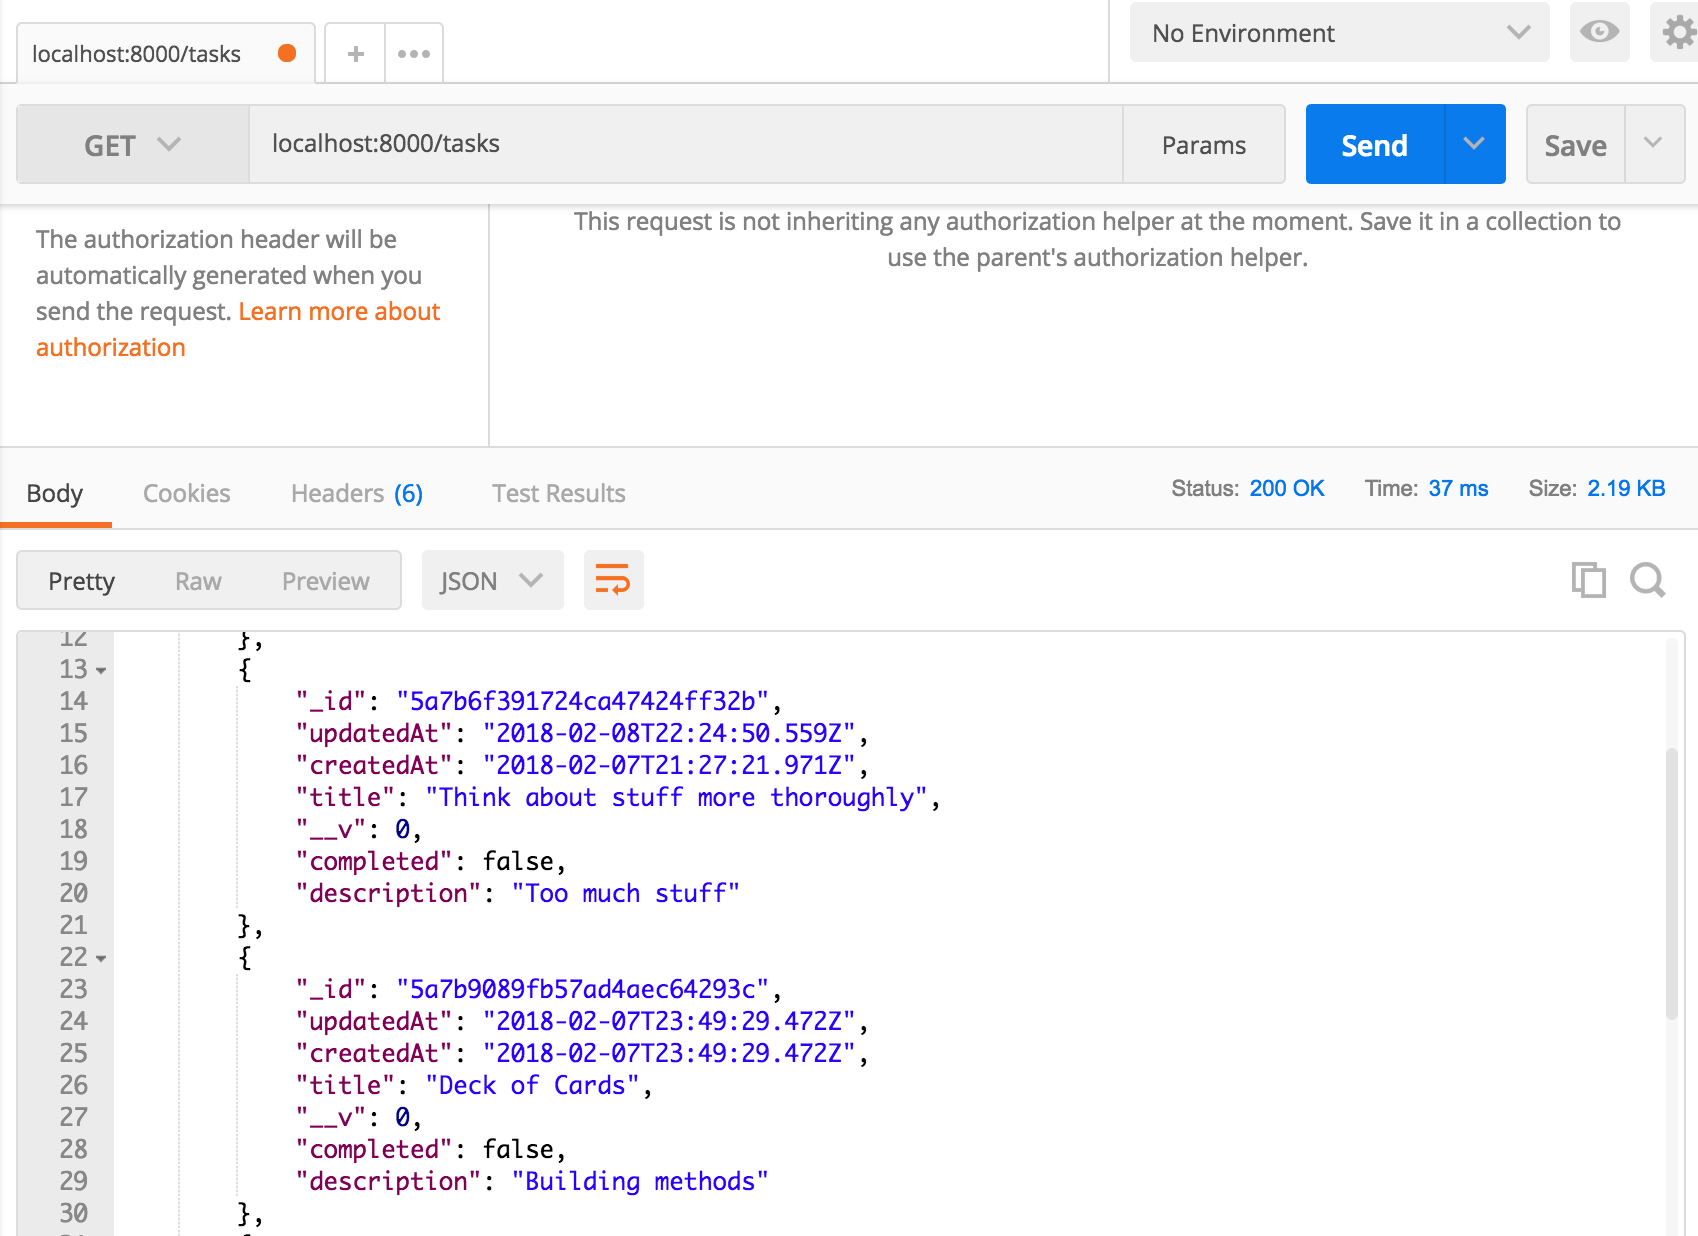 localhost:8000/tasks
No Environment
GET
localhost:8000/tasks
Params
Send
Save
The authorization header will be
automatically generated when you
send the request. Learn more about
authorization
This request is not inheriting any authorization helper at the moment. Save it in a collection to
use the parent's authorization helper.
Body Cookies Headers (6) Test Results
Status: 200 OK Time: 37 ms Size: 2.19 KB
Pretty Raw Preview JSON
12 },
13 {
14 "_id": "5a7b6f391724ca47424ff32b",
15 "updatedAt": "2018-02-08T22:24:50.559Z",
16 "createdAt": "2018-02-07T21:27:21.971Z",
17 "title": "Think about stuff more thoroughly",
18 "__v": 0,
19 "completed": false,
20 "description": "Too much stuff"
21 },
22 {
23 "_id": "5a7b9089fb57ad4aec64293c",
24 "updatedAt": "2018-02-07T23:49:29.472Z",
25 "createdAt": "2018-02-07T23:49:29.472Z",
26 "title": "Deck of Cards",
27 "__v": 0,
28 "completed": false,
29 "description": "Building methods"
30 },